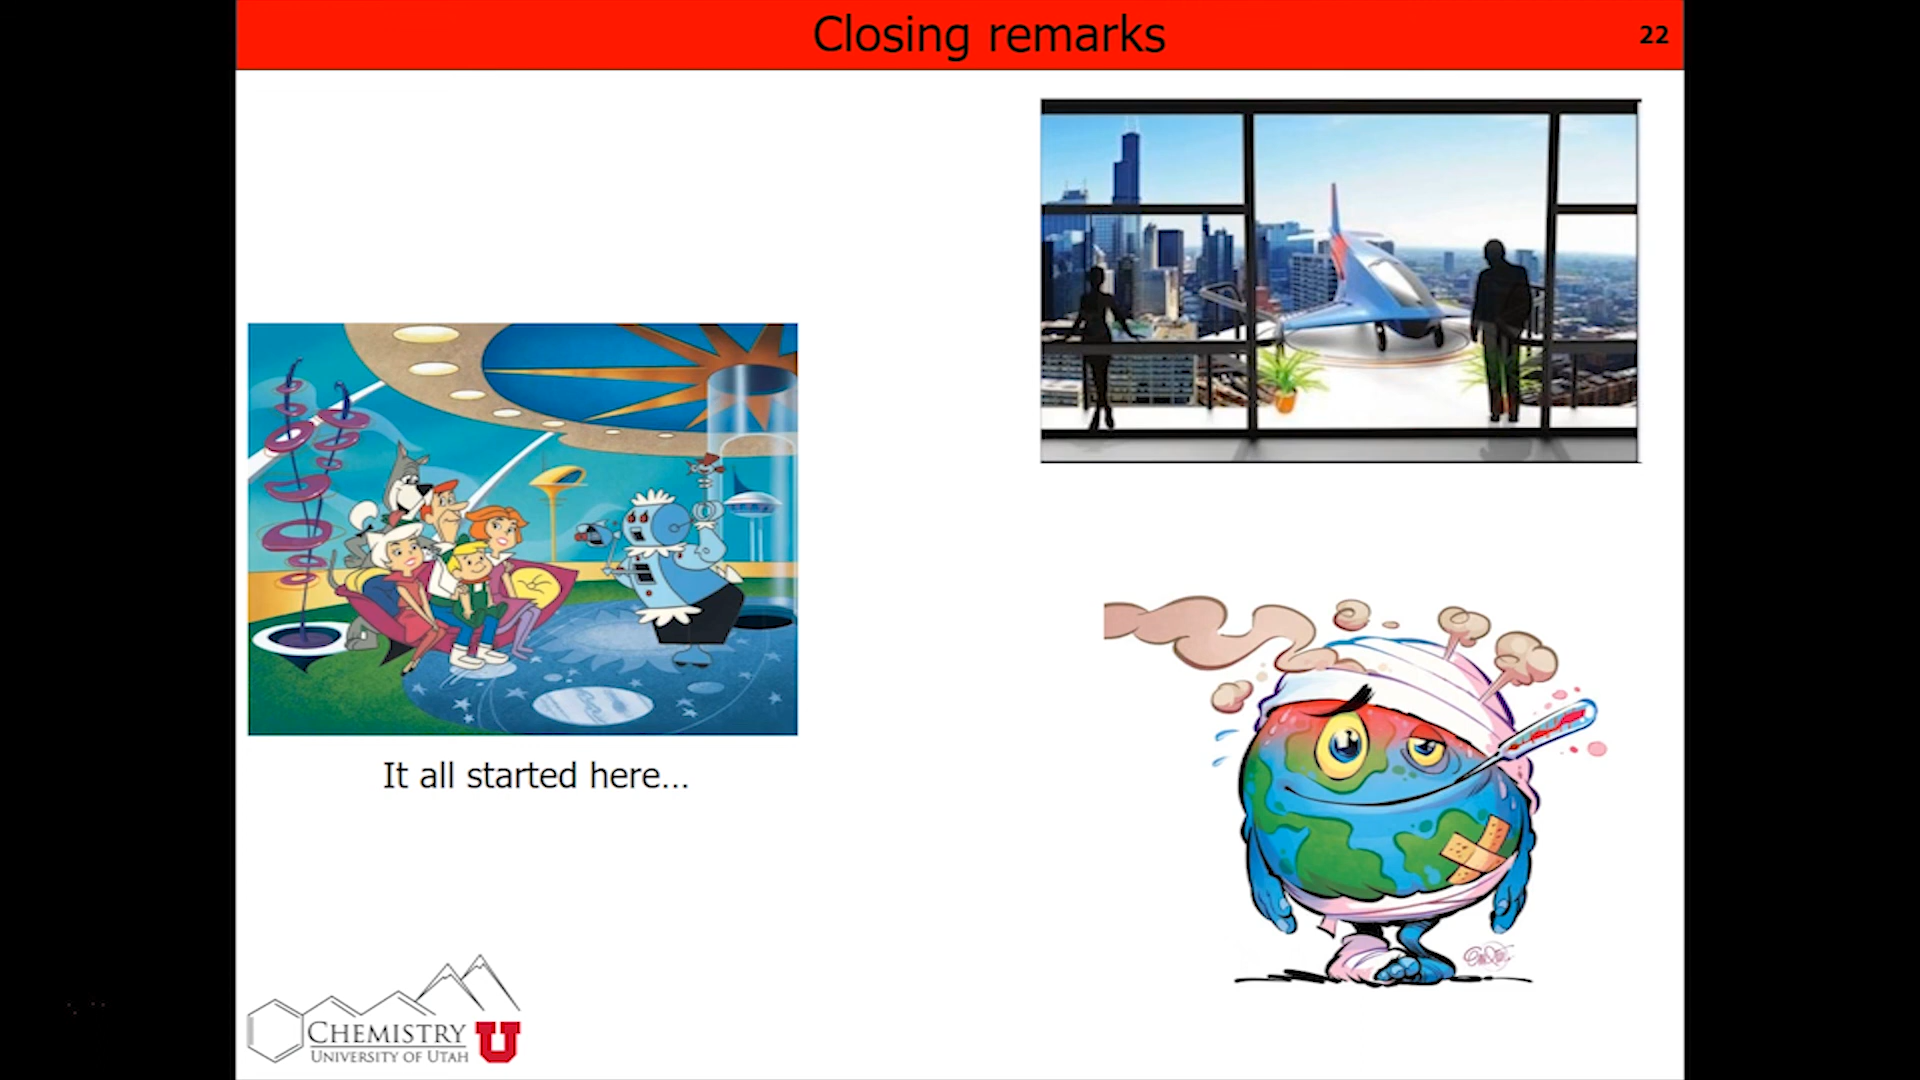 Closing remarks
22
It all started here...
CHEMISTRY
UNIVERSITY OF UTAH
U